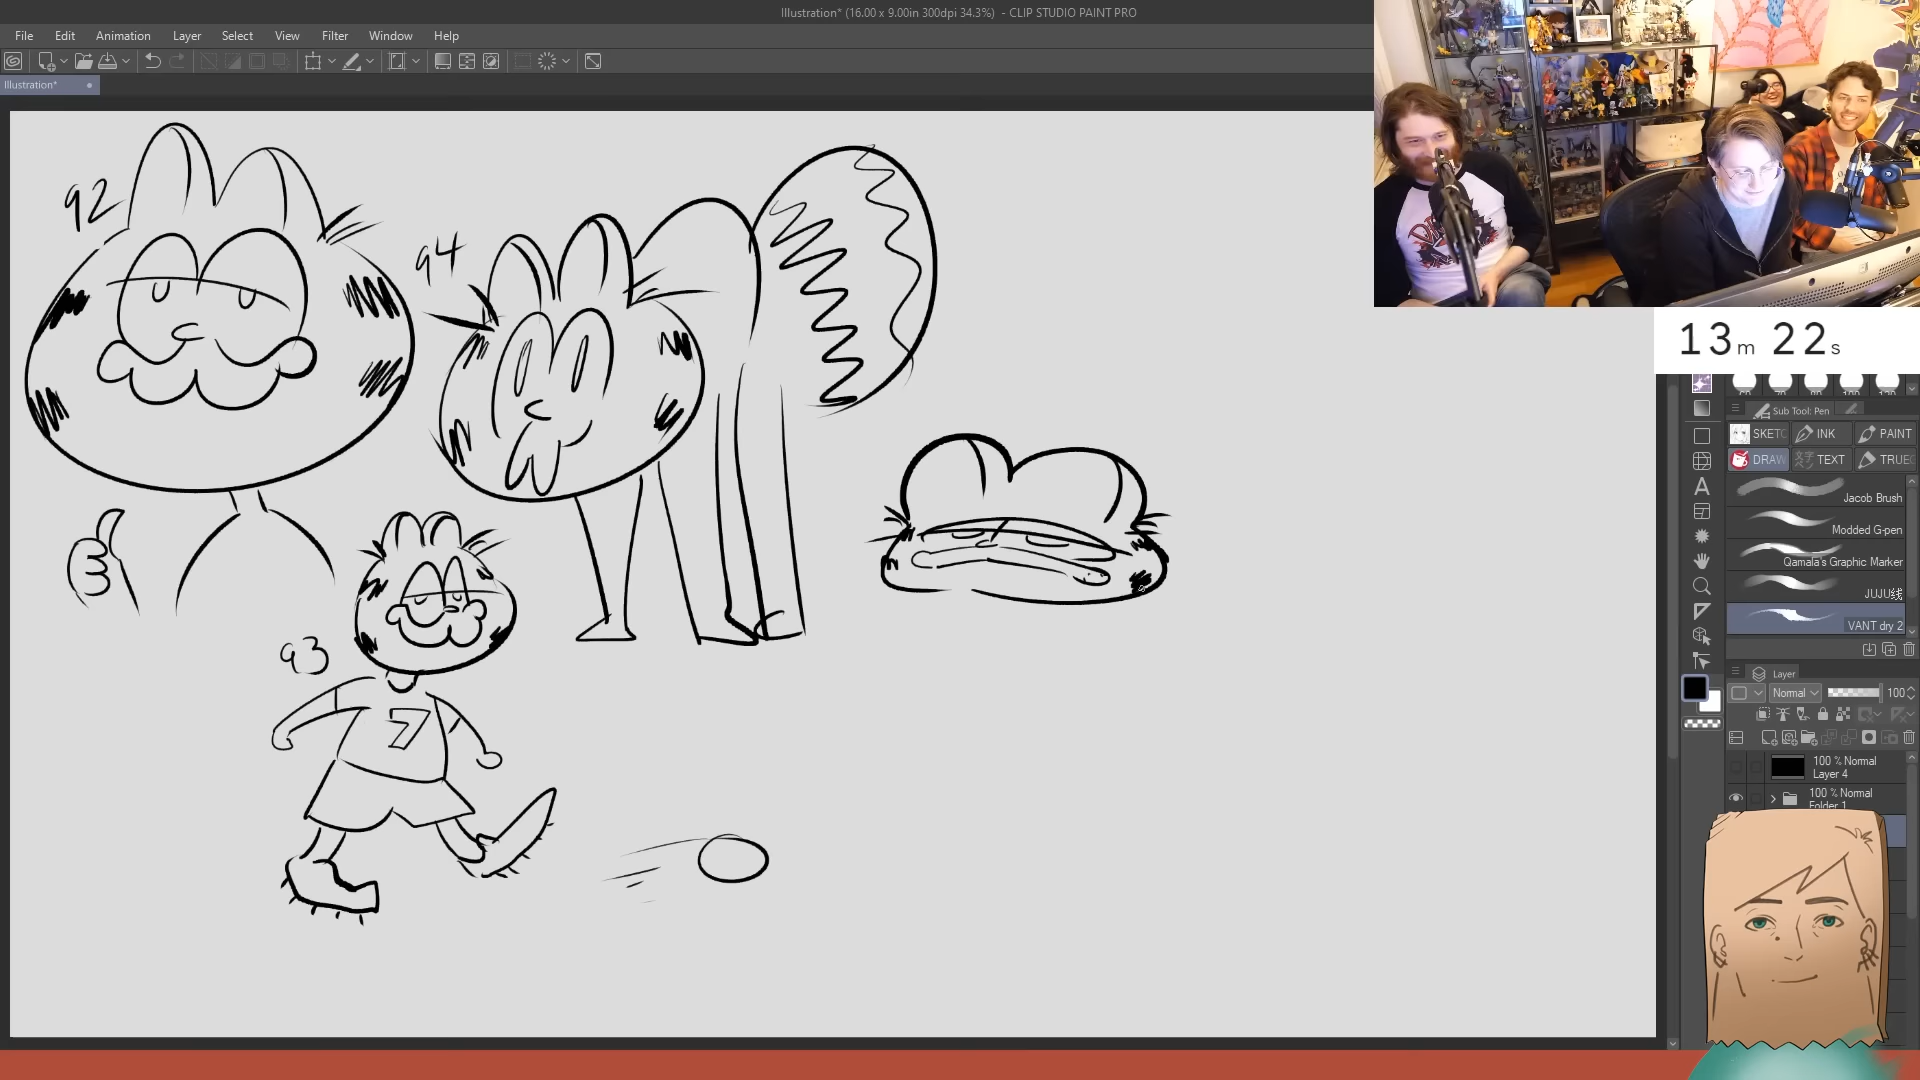 Illustration* (16.00 x 9.00in 300dpi 34.3%) - CLIP STUDIO PAINT PRO
File Edit Animation Layer Select View Filter Window Help
Illustration*
92
94
93
7
13m 22s
Sub Tool: Pen
SKETC INK PAINT
DRAW TEXT TRUE
Jacob Brush
Modded G-pen
Qamala's Graphic Marker
JUJU线
VANT dry 2
Layer
Normal 100
100 % Normal
Layer 4
100 % Normal
Folder 1